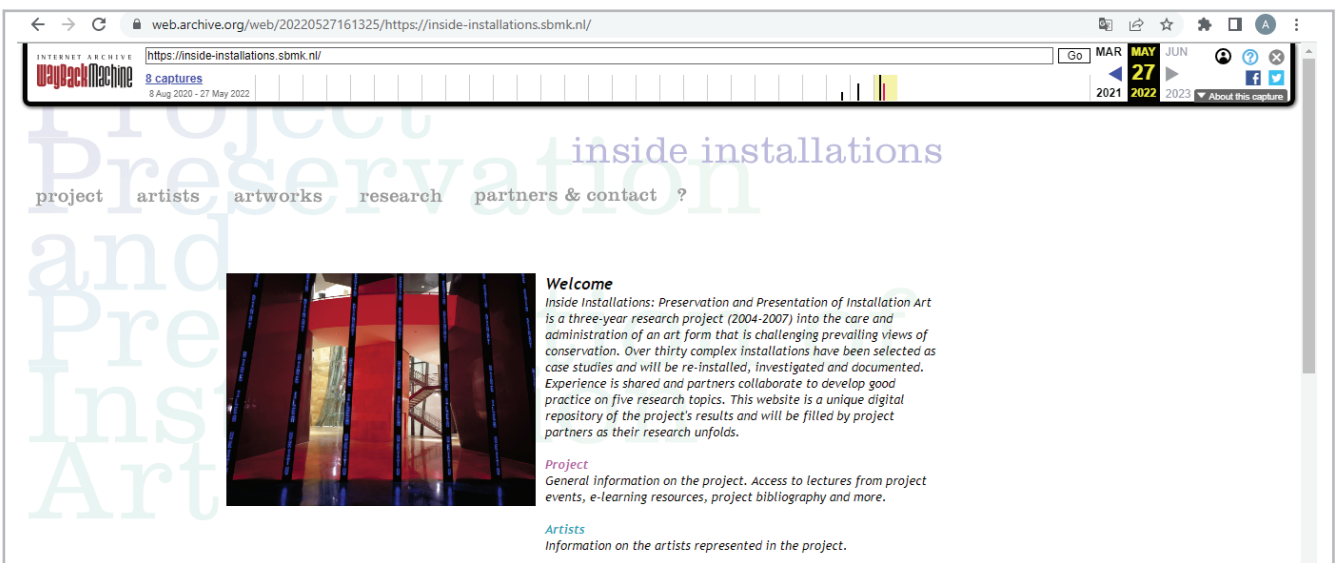 web.archive.org/web/20220527161325/https://inside-installations.sbmk.nl/
A
INTERNET ARCHIVE
WayBackMachine
https://inside-installations.sbmk.nl/
Go
MAR MAY JUN
8 captures
27
8 Aug 2020 - 27 May 2022
2021 2022 2023
About this capture
Project
Preservation
and
Pre
Inst
Art
inside installations
project artists artworks research partners & contact ?
Welcome
Inside Installations: Preservation and Presentation of Installation Art
is a three-year research project (2004-2007) into the care and
administration of an art form that is challenging prevailing views of
conservation. Over thirty complex installations have been selected as
case studies and will be re-installed, investigated and documented.
Experience is shared and partners collaborate to develop good
practice on five research topics. This website is a unique digital
repository of the project's results and will be filled by project
partners as their research unfolds.
Project
General information on the project. Access to lectures from project
events, e-learning resources, project bibliography and more.
Artists
Information on the artists represented in the project.